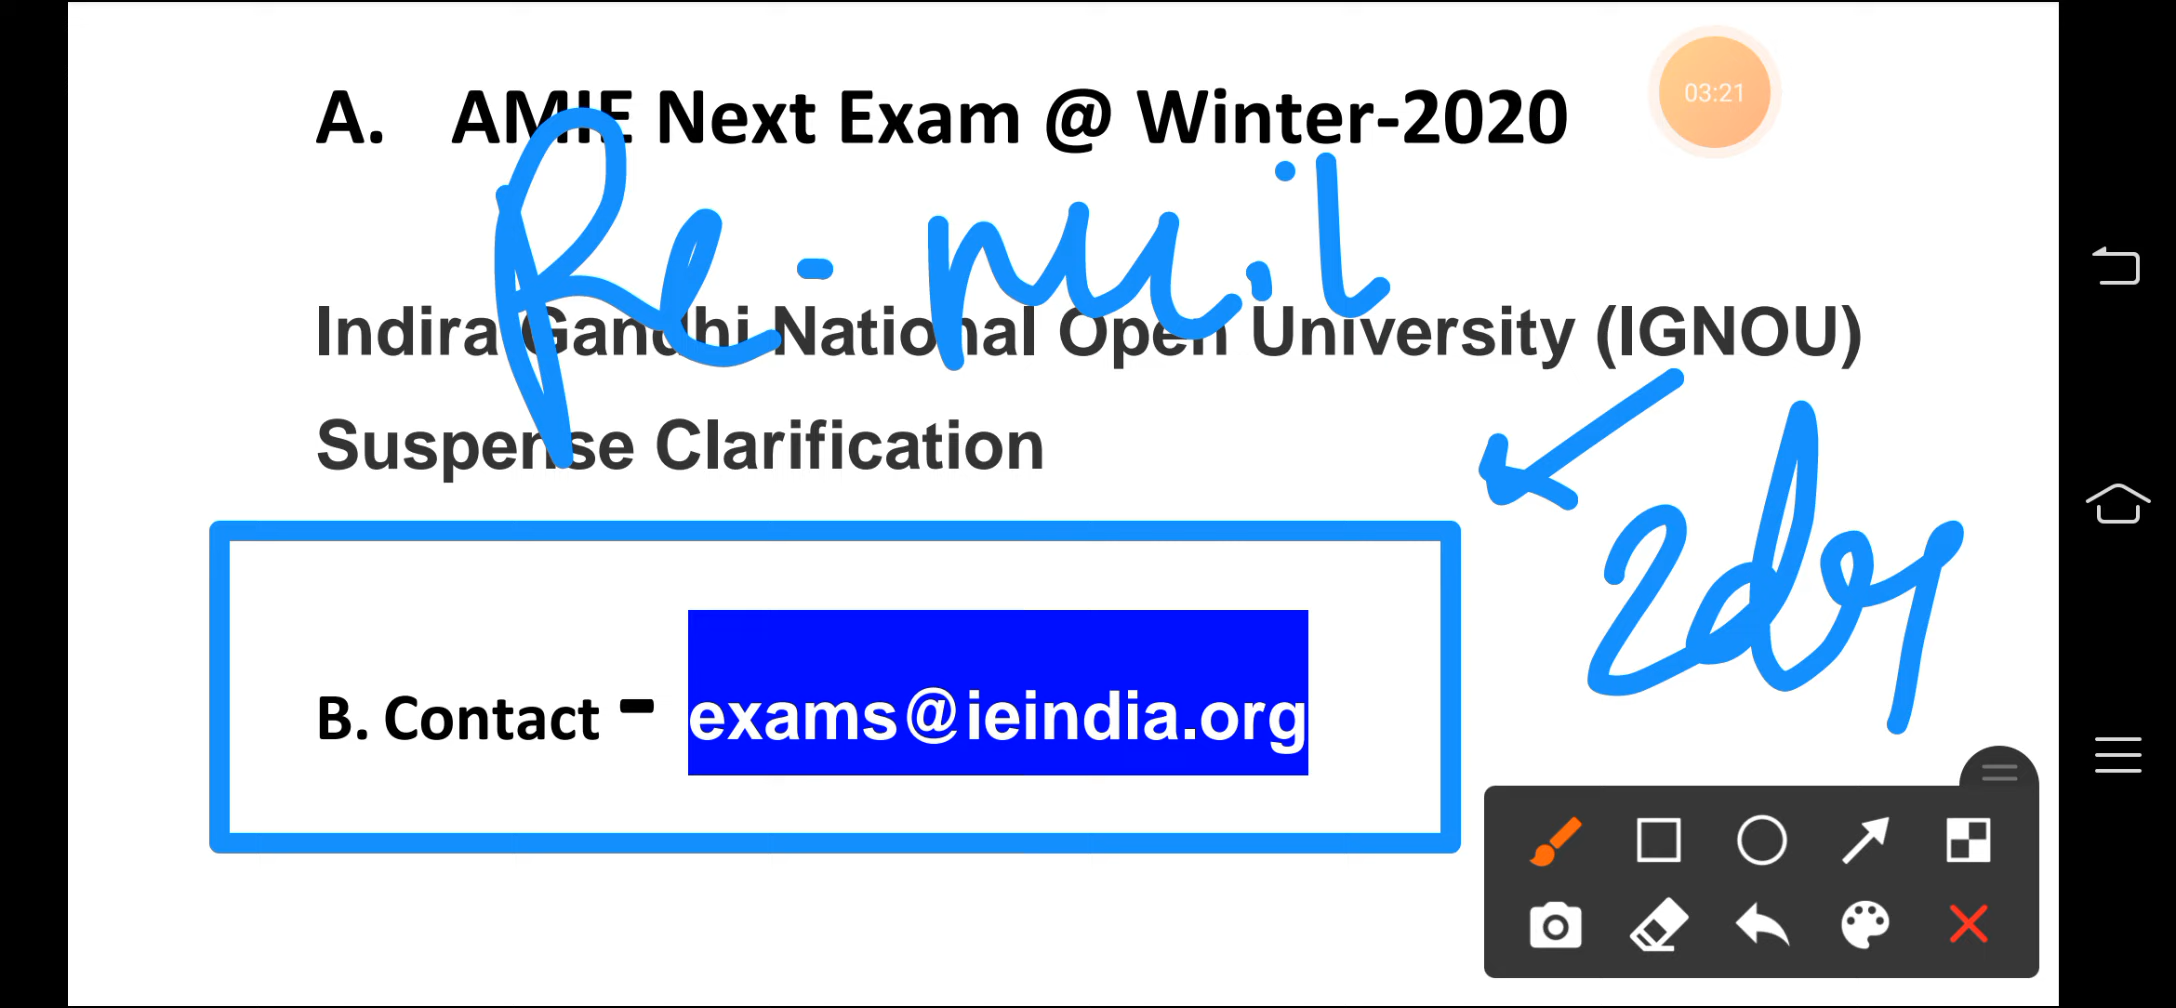 A. AMIE Next Exam @ Winter-2020
03:21
Re-mail
Indira Gandhi National Open University (IGNOU)
Suspense Clarification
2day
B. Contact - exams@ieindia.org